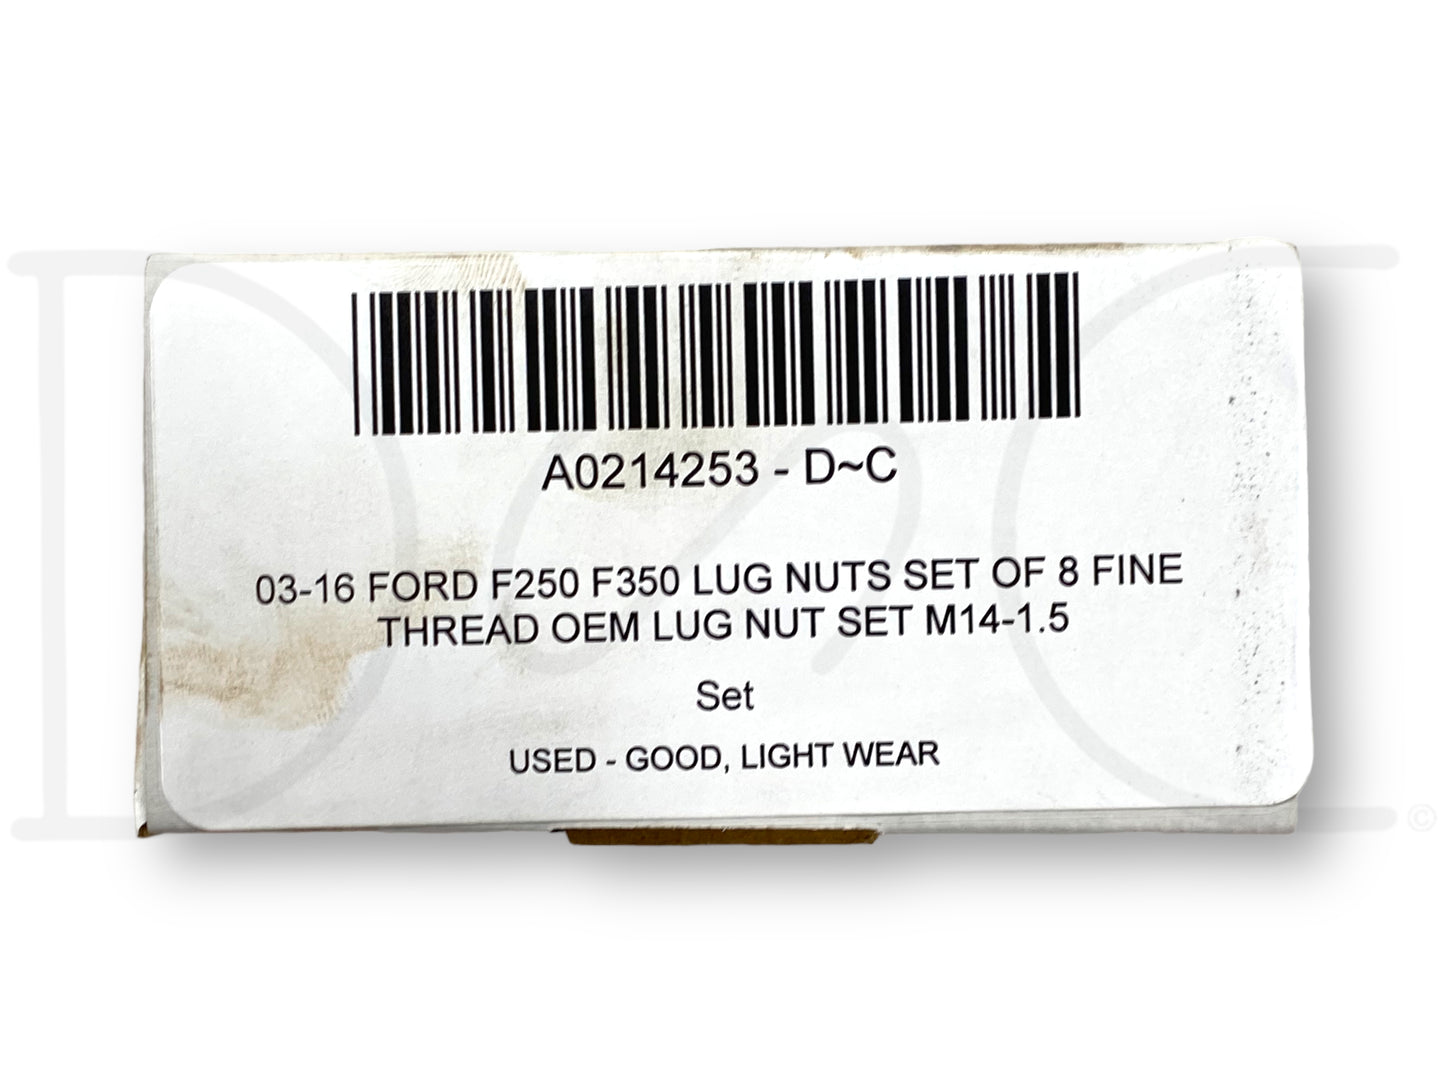 A0214253 - D~C
03-16 FORD F250 F350 LUG NUTS SET OF 8 FINE
THREAD OEM LUG NUT SET M14-1.5
Set
USED - GOOD, LIGHT WEAR
©